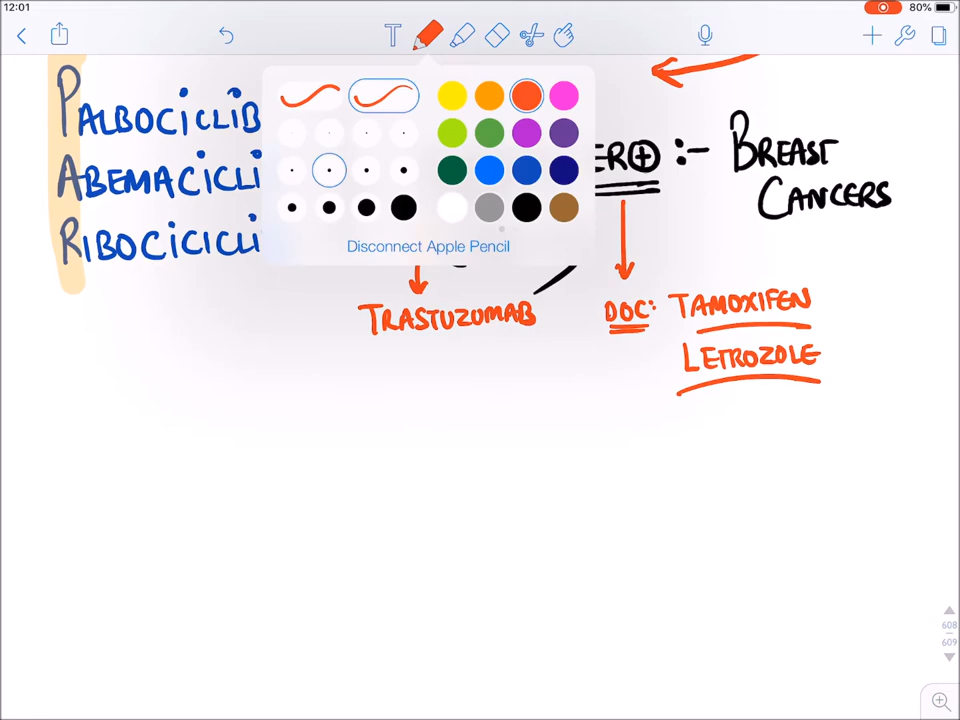 12:01
80%
T
PALBOCICLIB
ABEMACICLI
RIBOCICICLI
ER⊕ :- BREAST
CANCERS
Disconnect Apple Pencil
TRASTUZUMAB
DOC: TAMOXIFEN
LETROZOLE
608
609